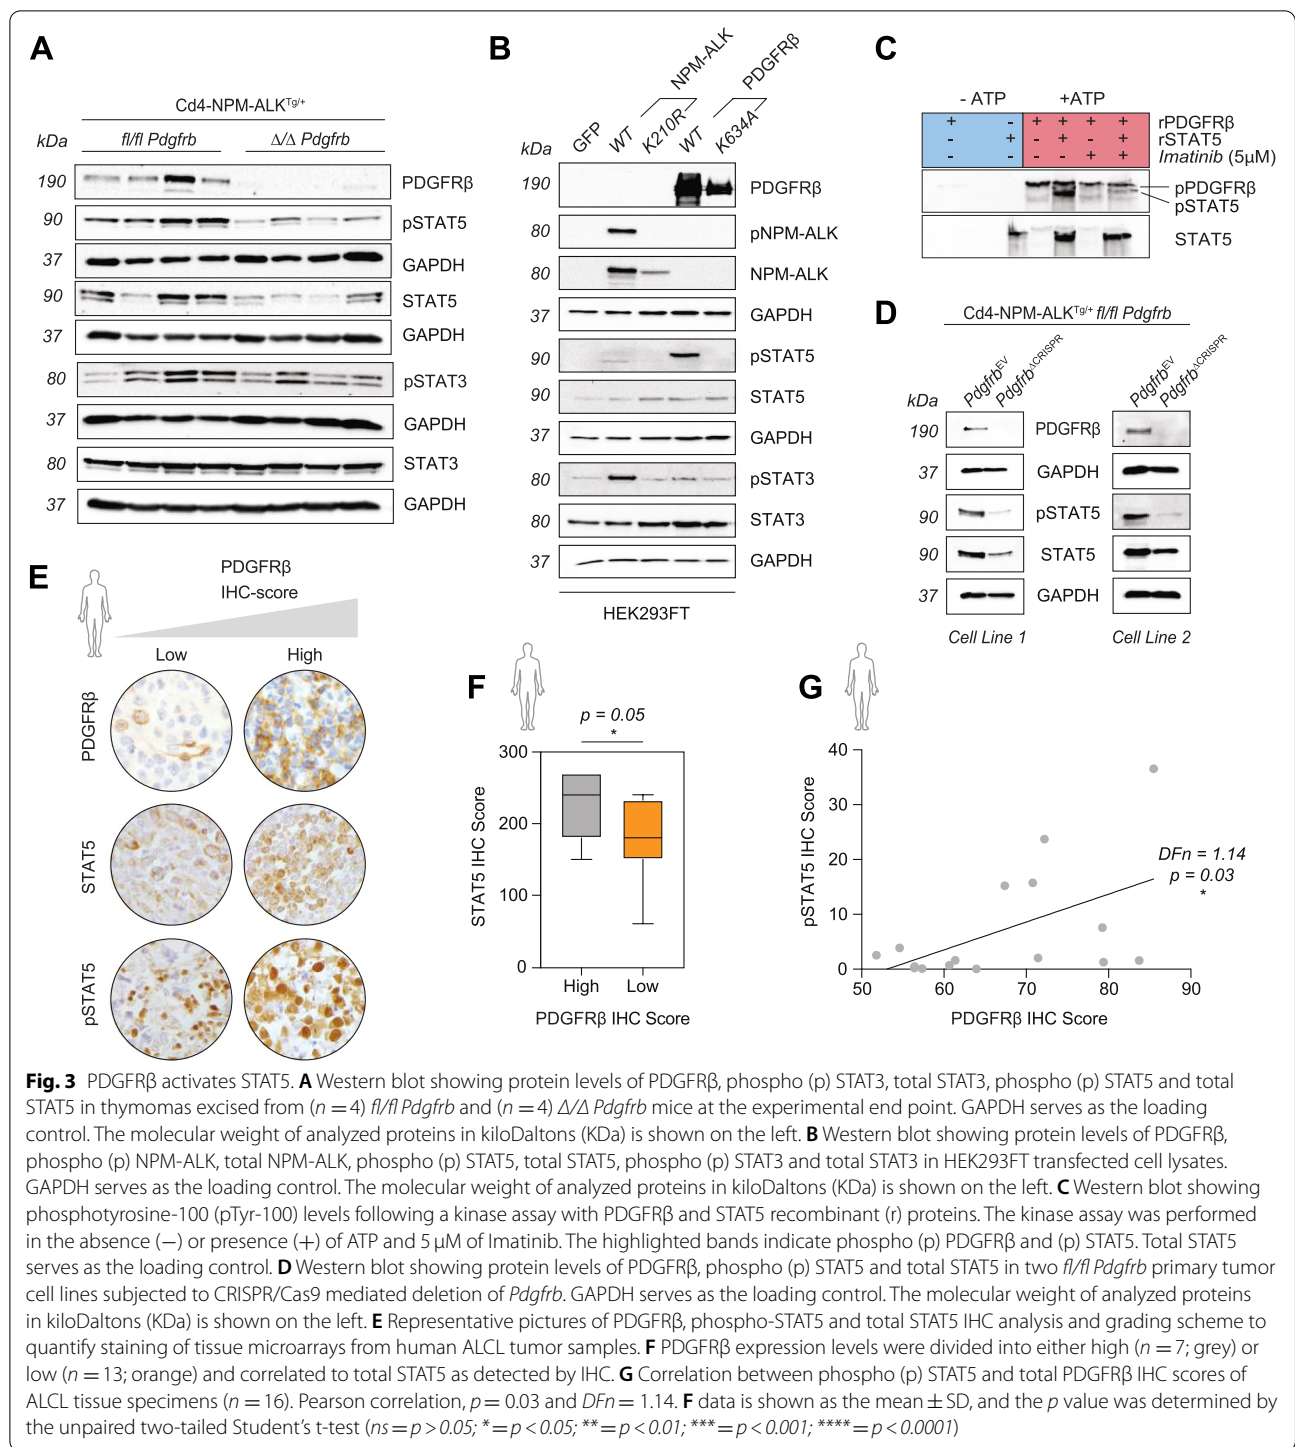 A
Cd4-NPM-ALKTg/+
kDa
fl/fl Pdgfrb
Δ/Δ Pdgfrb
190
PDGFRβ
90
pSTAT5
37
GAPDH
90
STAT5
37
GAPDH
80
pSTAT3
37
GAPDH
80
STAT3
37
GAPDH
B
NPM-ALK
PDGFRβ
kDa
GFP
WT
K210R
WT
K634A
190
PDGFRβ
80
pNPM-ALK
80
NPM-ALK
37
GAPDH
90
pSTAT5
90
STAT5
37
GAPDH
80
pSTAT3
80
STAT3
37
GAPDH
HEK293FT
C
- ATP
+ATP
+ - + + + + rPDGFRβ
- + - + - + rSTAT5
- - - - + + Imatinib (5μM)
pPDGFRβ
pSTAT5
STAT5
D
Cd4-NPM-ALKTg/+ fl/fl Pdgfrb
kDa
PdgfrbEV
PdgfrbΔCRISPR
PdgfrbEV
PdgfrbΔCRISPR
190
PDGFRβ
37
GAPDH
90
pSTAT5
90
STAT5
37
GAPDH
Cell Line 1
Cell Line 2
E
PDGFRβ
IHC-score
Low
High
PDGFRβ
STAT5
pSTAT5
F
p = 0.05
*
300
200
100
0
STAT5 IHC Score
High
Low
PDGFRβ IHC Score
G
40
30
20
10
0
pSTAT5 IHC Score
DFn = 1.14
p = 0.03
*
50
60
70
80
90
PDGFRβ IHC Score
Fig. 3 PDGFRβ activates STAT5. A Western blot showing protein levels of PDGFRβ, phospho (p) STAT3, total STAT3, phospho (p) STAT5 and total
STAT5 in thymomas excised from (n = 4) fl/fl Pdgfrb and (n = 4) Δ/Δ Pdgfrb mice at the experimental end point. GAPDH serves as the loading
control. The molecular weight of analyzed proteins in kiloDaltons (KDa) is shown on the left. B Western blot showing protein levels of PDGFRβ,
phospho (p) NPM-ALK, total NPM-ALK, phospho (p) STAT5, total STAT5, phospho (p) STAT3 and total STAT3 in HEK293FT transfected cell lysates.
GAPDH serves as the loading control. The molecular weight of analyzed proteins in kiloDaltons (KDa) is shown on the left. C Western blot showing
phosphotyrosine-100 (pTyr-100) levels following a kinase assay with PDGFRβ and STAT5 recombinant (r) proteins. The kinase assay was performed
in the absence (−) or presence (+) of ATP and 5 μM of Imatinib. The highlighted bands indicate phospho (p) PDGFRβ and (p) STAT5. Total STAT5
serves as the loading control. D Western blot showing protein levels of PDGFRβ, phospho (p) STAT5 and total STAT5 in two fl/fl Pdgfrb primary tumor
cell lines subjected to CRISPR/Cas9 mediated deletion of Pdgfrb. GAPDH serves as the loading control. The molecular weight of analyzed proteins
in kiloDaltons (KDa) is shown on the left. E Representative pictures of PDGFRβ, phospho-STAT5 and total STAT5 IHC analysis and grading scheme to
quantify staining of tissue microarrays from human ALCL tumor samples. F PDGFRβ expression levels were divided into either high (n = 7; grey) or
low (n = 13; orange) and correlated to total STAT5 as detected by IHC. G Correlation between phospho (p) STAT5 and total PDGFRβ IHC scores of
ALCL tissue specimens (n = 16). Pearson correlation, p = 0.03 and DFn = 1.14. F data is shown as the mean ± SD, and the p value was determined by
the unpaired two-tailed Student's t-test (ns = p > 0.05; * = p < 0.05; ** = p < 0.01; *** = p < 0.001; **** = p < 0.0001)